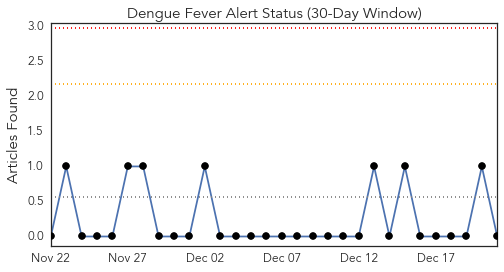 Dengue Fever Alert Status (30-Day Window)
Articles Found
3.0
2.5
2.0
1.5
1.0
0.5
0.0
Nov 22 Nov 27 Dec 02 Dec 07 Dec 12 Dec 17